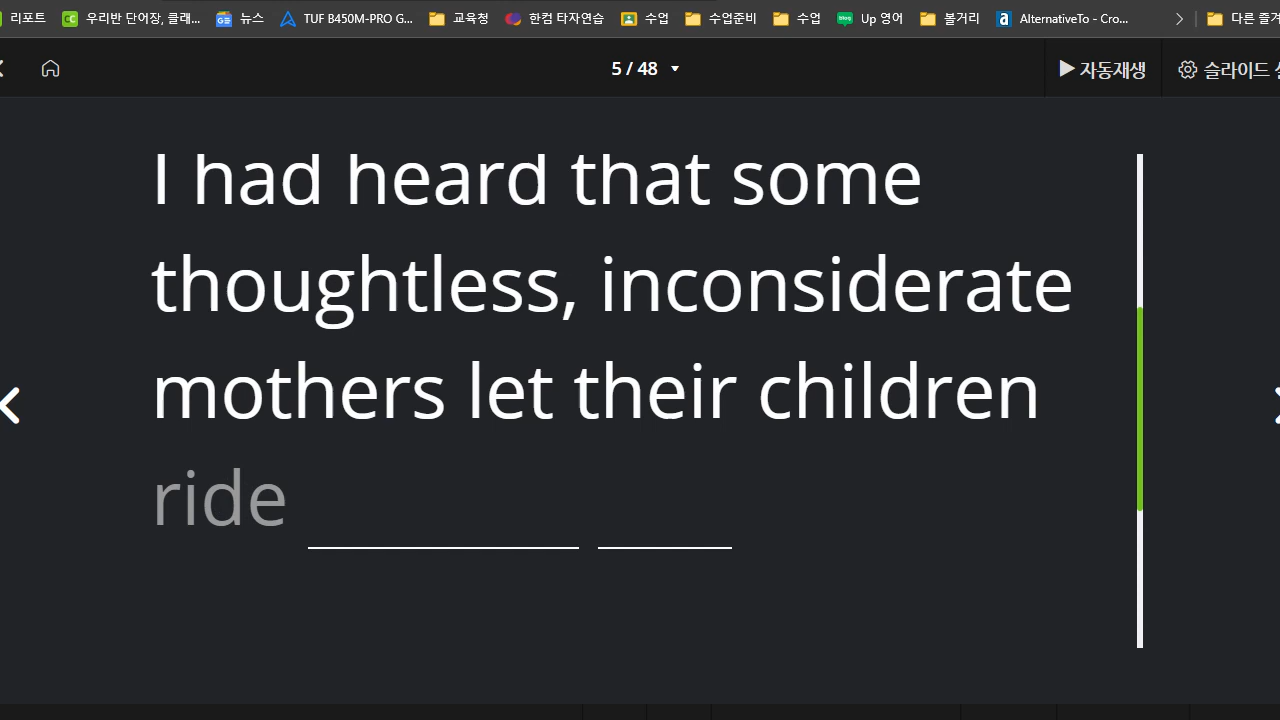 리포트
우리반 단어장, 클래...
뉴스
TUF B450M-PRO G...
교육청
한컴 타자연습
수업
수업준비
수업
Up 영어
볼거리
AlternativeTo - Cro...
다른 즐겨
5 / 48
자동재생
슬라이드
I had heard that some
thoughtless, inconsiderate
mothers let their children
ride